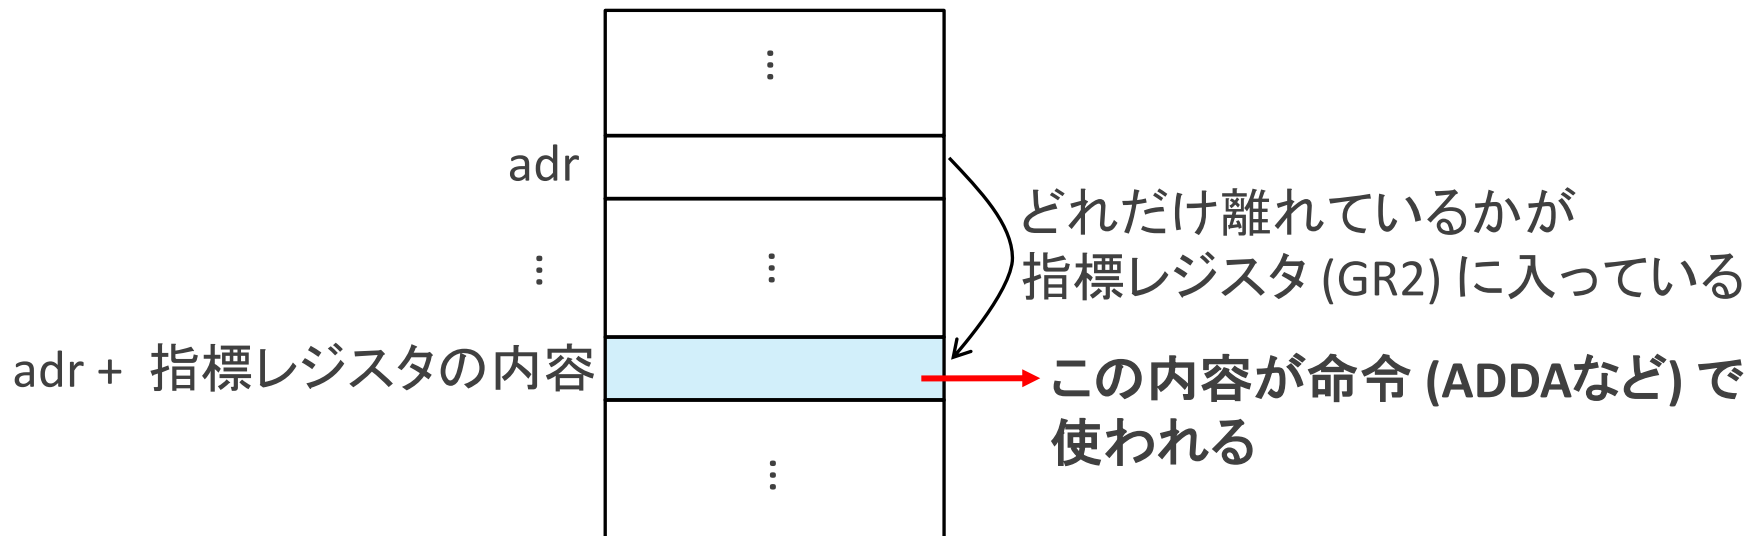 ⋮
adr
どれだけ離れているかが
指標レジスタ (GR2) に入っている
⋮
⋮
adr + 指標レジスタの内容
この内容が命令 (ADDAなど) で
使われる
⋮